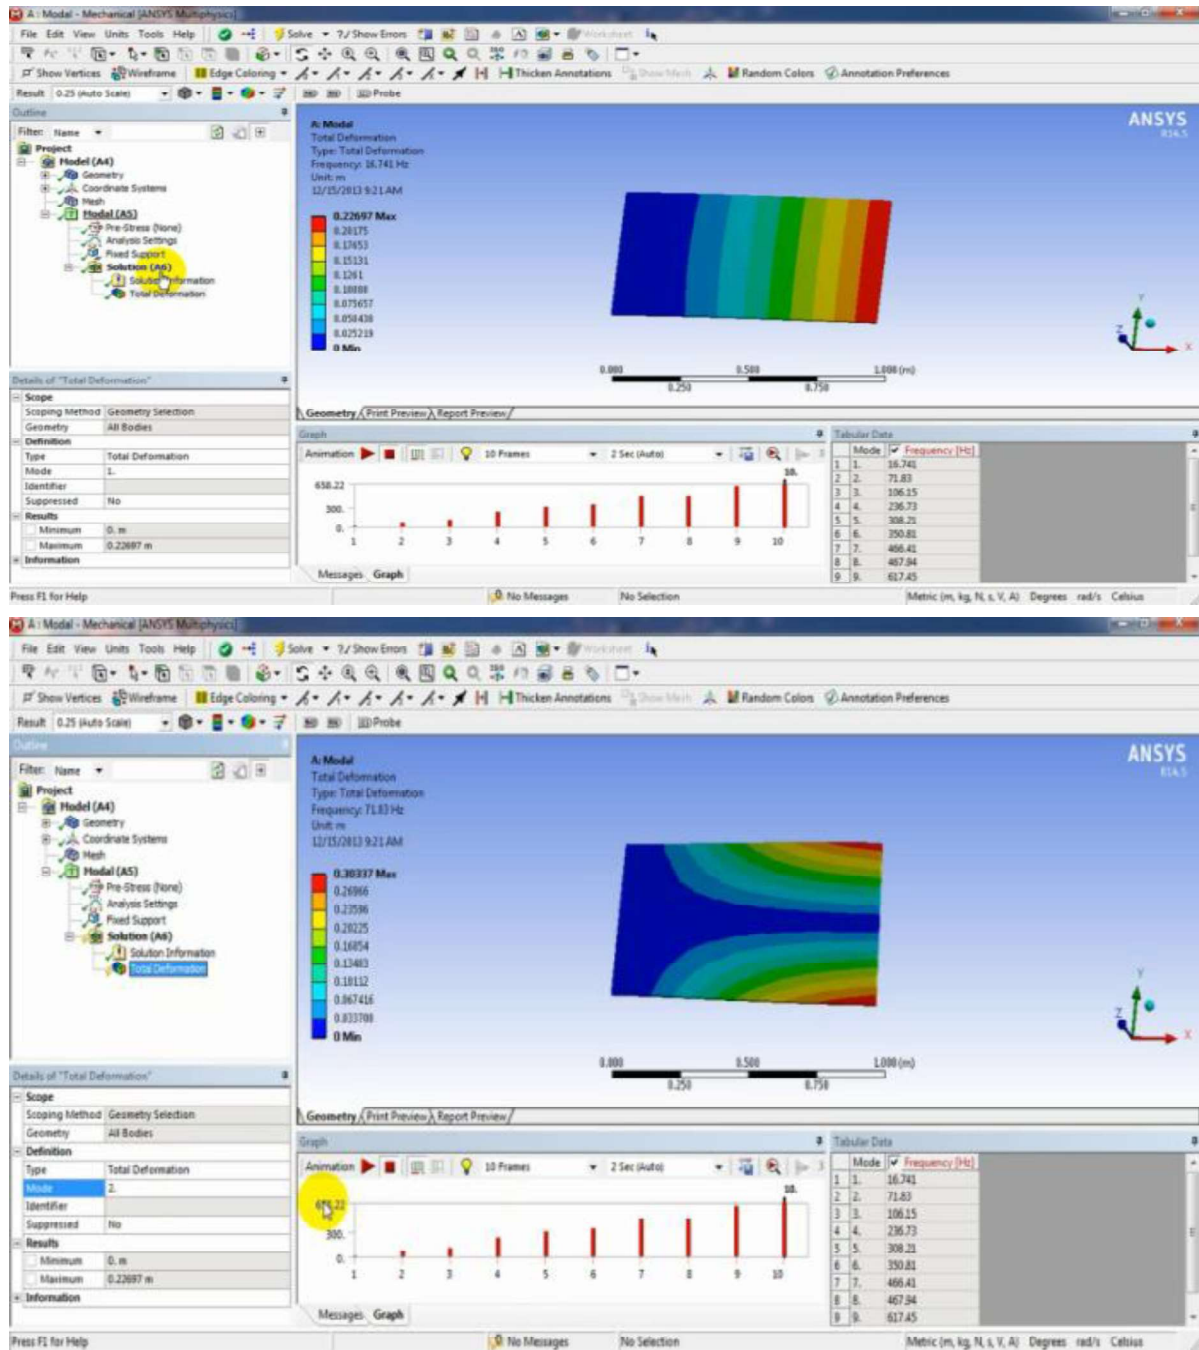 A : Modal - Mechanical [ANSYS Multiphysics]
File Edit View Units Tools Help Solve ?/ Show Errors Worksheet
Show Vertices Wireframe Edge Coloring Thicken Annotations Show Mesh Random Colors Annotation Preferences
Result 0.25 (Auto Scale) Probe
Outline
Filter: Name
Project
Model (A4)
Geometry
Coordinate Systems
Mesh
Modal (A5)
Pre-Stress (None)
Analysis Settings
Fixed Support
Solution (A6)
Solution Information
Total Deformation
A: Modal
Total Deformation
Type: Total Deformation
Frequency: 16.741 Hz
Unit: m
12/15/2013 9:21 AM
0.22697 Max
0.20175
0.17653
0.15131
0.1261
0.10088
0.075657
0.050438
0.025219
0 Min
ANSYS
R14.5
Y
Z
X
0.000 0.500 1.000 (m)
0.250 0.750
Geometry Print Preview Report Preview
Details of "Total Deformation"
Scope
Scoping Method Geometry Selection
Geometry All Bodies
Definition
Type Total Deformation
Mode 1.
Identifier
Suppressed No
Results
Minimum 0. m
Maximum 0.22697 m
Information
Graph
Animation 10 Frames 2 Sec (Auto)
10.
658.22
300.
0.
1 2 3 4 5 6 7 8 9 10
Messages Graph
Tabular Data
Mode Frequency [Hz]
1 1. 16.741
2 2. 71.83
3 3. 106.15
4 4. 236.73
5 5. 308.21
6 6. 350.81
7 7. 466.41
8 8. 467.94
9 9. 617.45
Press F1 for Help No Messages No Selection Metric (m, kg, N, s, V, A) Degrees rad/s Celsius
A : Modal - Mechanical [ANSYS Multiphysics]
File Edit View Units Tools Help Solve ?/ Show Errors Worksheet
Show Vertices Wireframe Edge Coloring Thicken Annotations Show Mesh Random Colors Annotation Preferences
Result 0.25 (Auto Scale) Probe
Outline
Filter: Name
Project
Model (A4)
Geometry
Coordinate Systems
Mesh
Modal (A5)
Pre-Stress (None)
Analysis Settings
Fixed Support
Solution (A6)
Solution Information
Total Deformation
A: Modal
Total Deformation
Type: Total Deformation
Frequency: 71.83 Hz
Unit: m
12/15/2013 9:21 AM
0.30337 Max
0.26966
0.23596
0.20225
0.16854
0.13483
0.10112
0.067416
0.033708
0 Min
ANSYS
R14.5
Y
Z
X
0.000 0.500 1.000 (m)
0.250 0.750
Geometry Print Preview Report Preview
Details of "Total Deformation"
Scope
Scoping Method Geometry Selection
Geometry All Bodies
Definition
Type Total Deformation
Mode 2.
Identifier
Suppressed No
Results
Minimum 0. m
Maximum 0.22697 m
Information
Graph
Animation 10 Frames 2 Sec (Auto)
10.
658.22
300.
0.
1 2 3 4 5 6 7 8 9 10
Messages Graph
Tabular Data
Mode Frequency [Hz]
1 1. 16.741
2 2. 71.83
3 3. 106.15
4 4. 236.73
5 5. 308.21
6 6. 350.81
7 7. 466.41
8 8. 467.94
9 9. 617.45
Press F1 for Help No Messages No Selection Metric (m, kg, N, s, V, A) Degrees rad/s Celsius